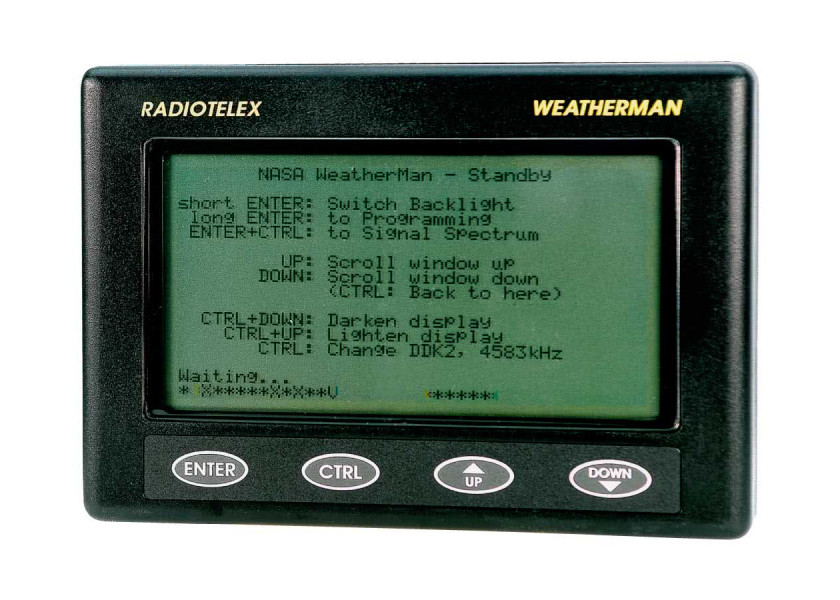 RADIOTELEX WEATHERMAN
NASA WeatherMan - Standby
short ENTER: Switch Backlight
long ENTER: to Programming
ENTER+CTRL: to Signal Spectrum
UP: Scroll window up
DOWN: Scroll window down
(CTRL: Back to here)
CTRL+DOWN: Darken display
CTRL+UP: Lighten display
CTRL: Change DDK2, 4583kHz
Waiting...
ENTER CTRL UP DOWN